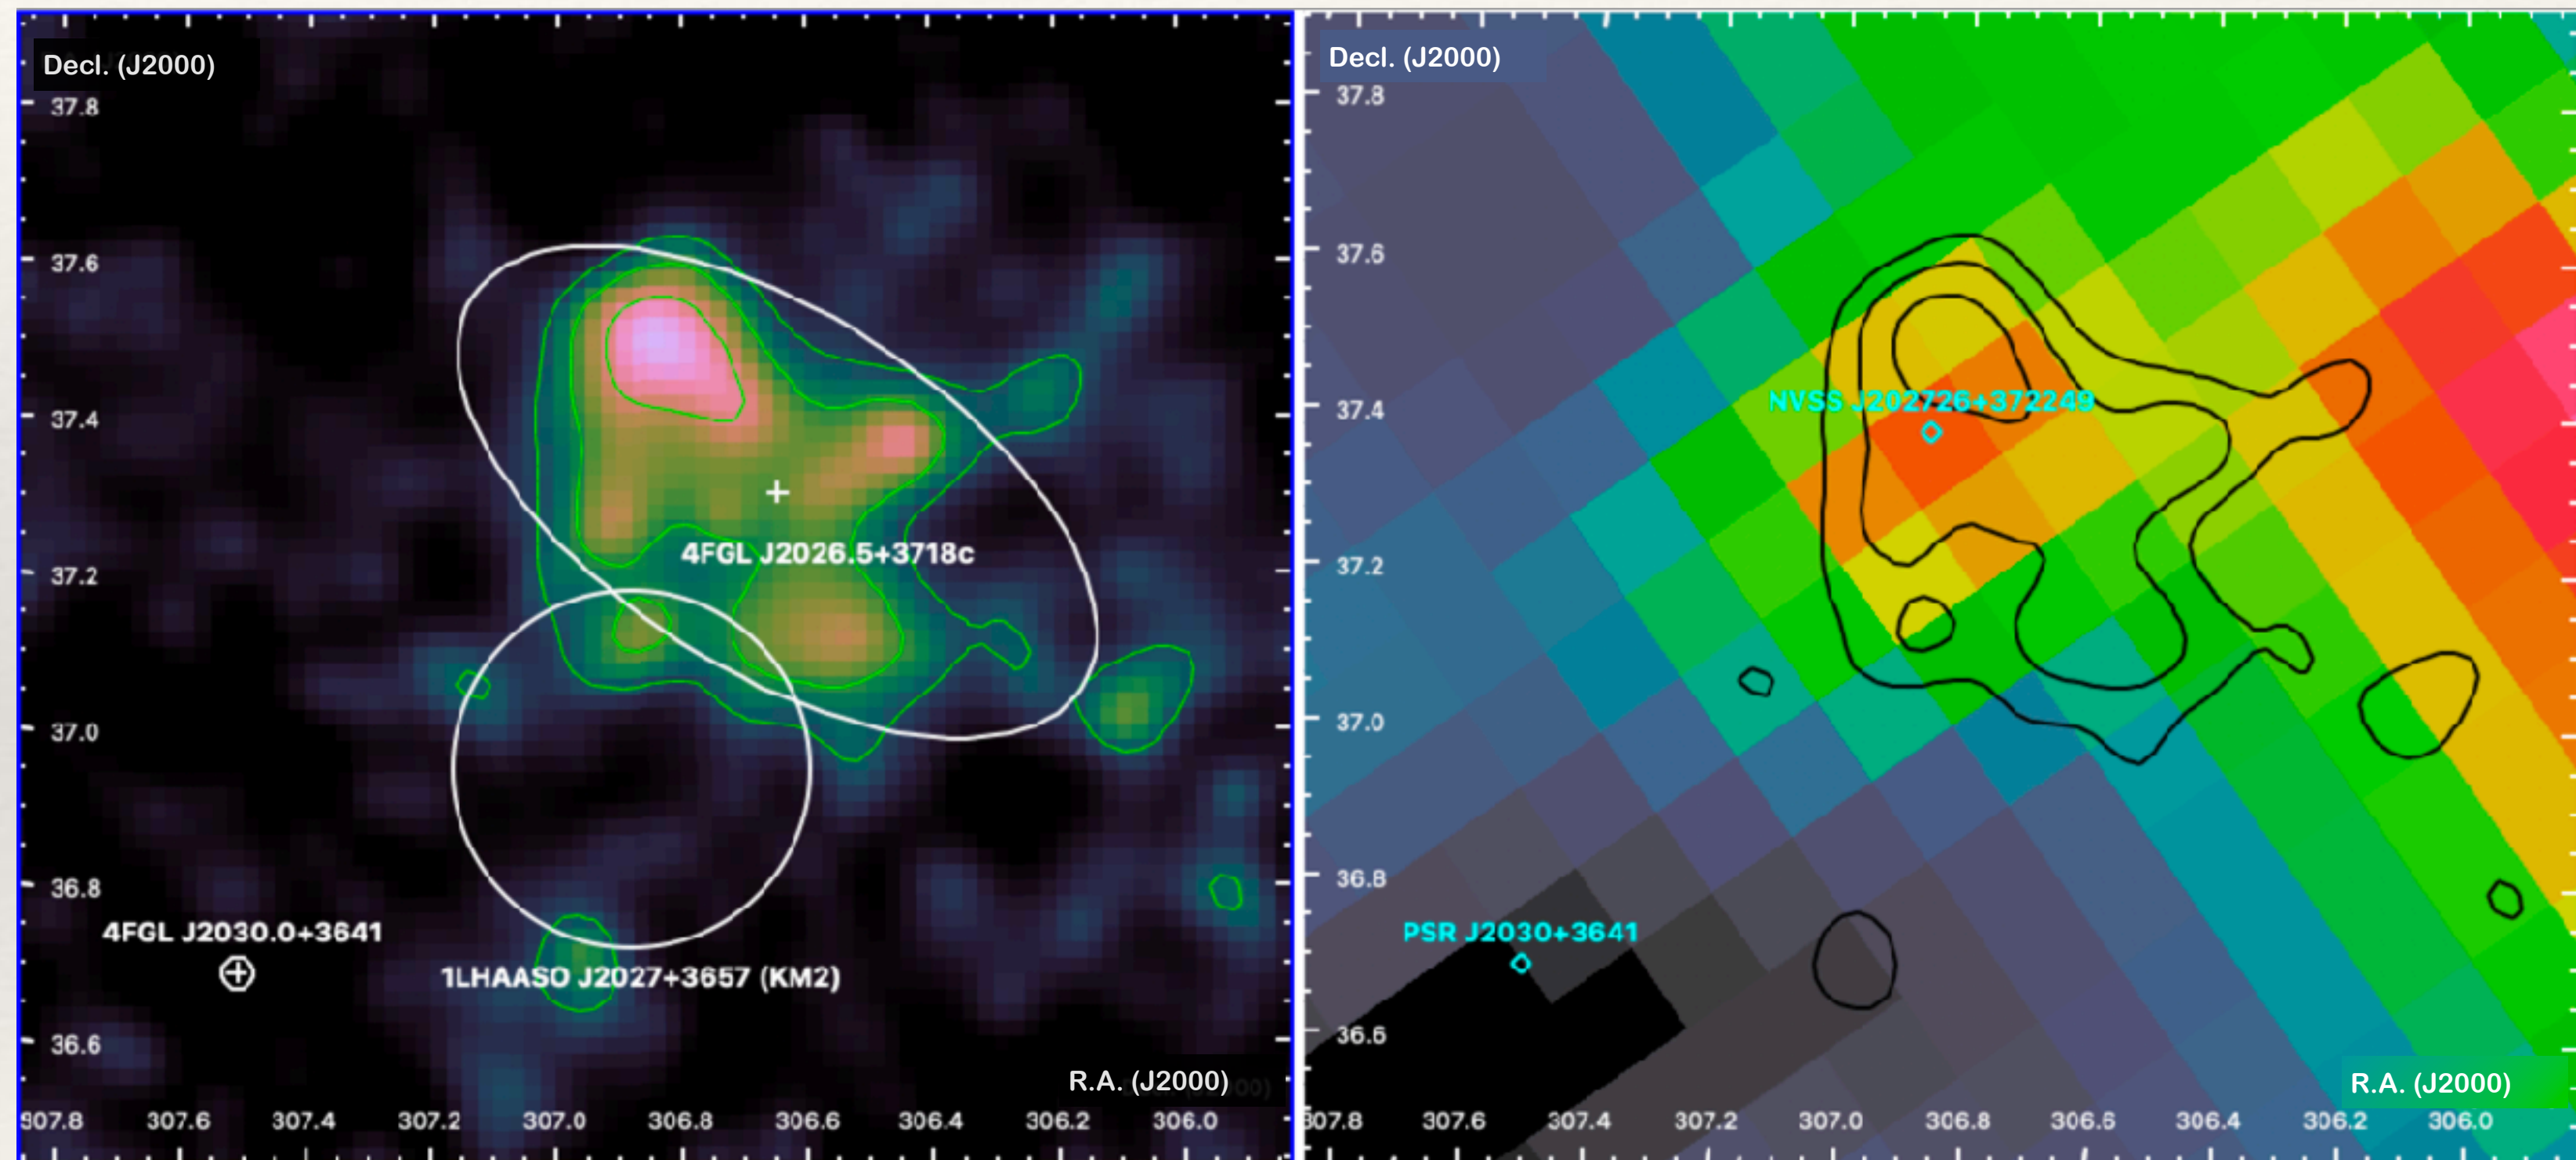 Decl. (J2000)
37.8
37.6
37.4
37.2
37.0
36.8
36.6
4FGL J2026.5+3718c
4FGL J2030.0+3641
1LHAASO J2027+3657 (KM2)
R.A. (J2000)
307.8 307.6 307.4 307.2 307.0 306.8 306.6 306.4 306.2 306.0
Decl. (J2000)
37.8
37.6
37.4
37.2
37.0
36.8
36.6
NVSS J202726+372249
PSR J2030+3641
R.A. (J2000)
307.8 307.6 307.4 307.2 307.0 306.8 306.6 306.4 306.2 306.0